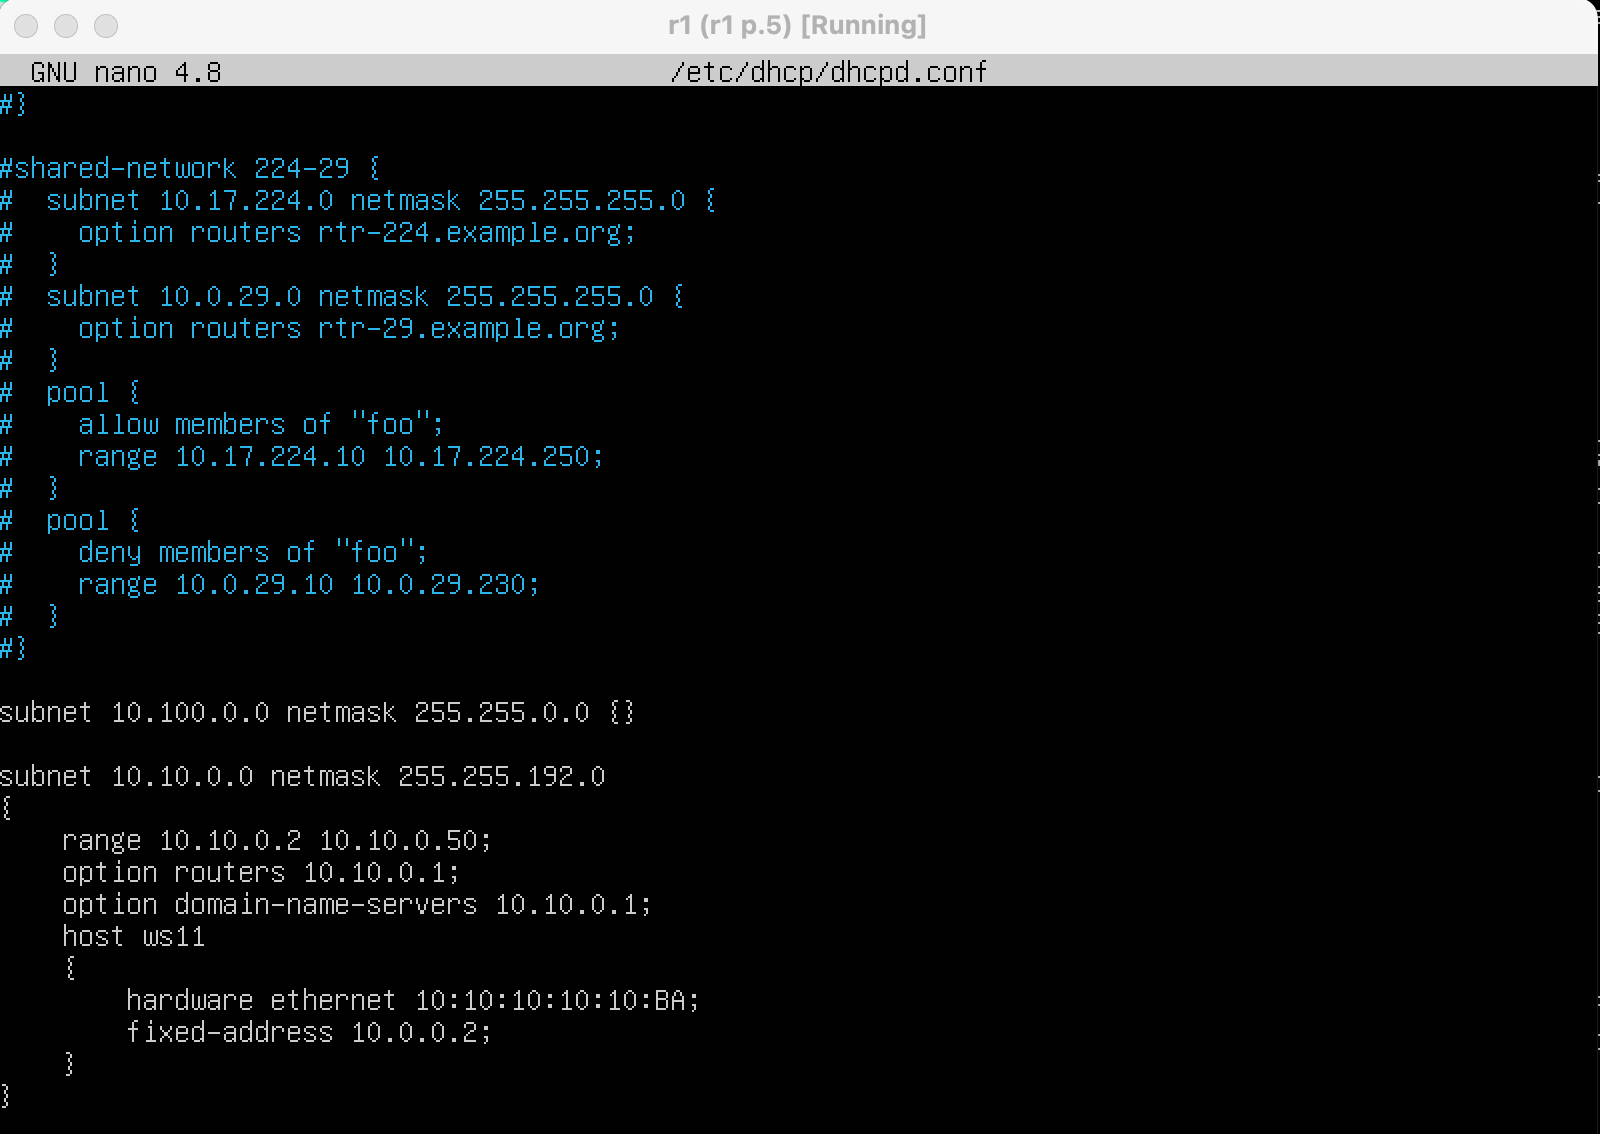 r1 (r1 p.5) [Running]
GNU nano 4.8 /etc/dhcp/dhcpd.conf
#}
#shared-network 224-29 {
#  subnet 10.17.224.0 netmask 255.255.255.0 {
#    option routers rtr-224.example.org;
#  }
#  subnet 10.0.29.0 netmask 255.255.255.0 {
#    option routers rtr-29.example.org;
#  }
#  pool {
#    allow members of "foo";
#    range 10.17.224.10 10.17.224.250;
#  }
#  pool {
#    deny members of "foo";
#    range 10.0.29.10 10.0.29.230;
#  }
#}
subnet 10.100.0.0 netmask 255.255.0.0 {}
subnet 10.10.0.0 netmask 255.255.192.0
{
    range 10.10.0.2 10.10.0.50;
    option routers 10.10.0.1;
    option domain-name-servers 10.10.0.1;
    host ws11
    {
        hardware ethernet 10:10:10:10:10:BA;
        fixed-address 10.0.0.2;
    }
}